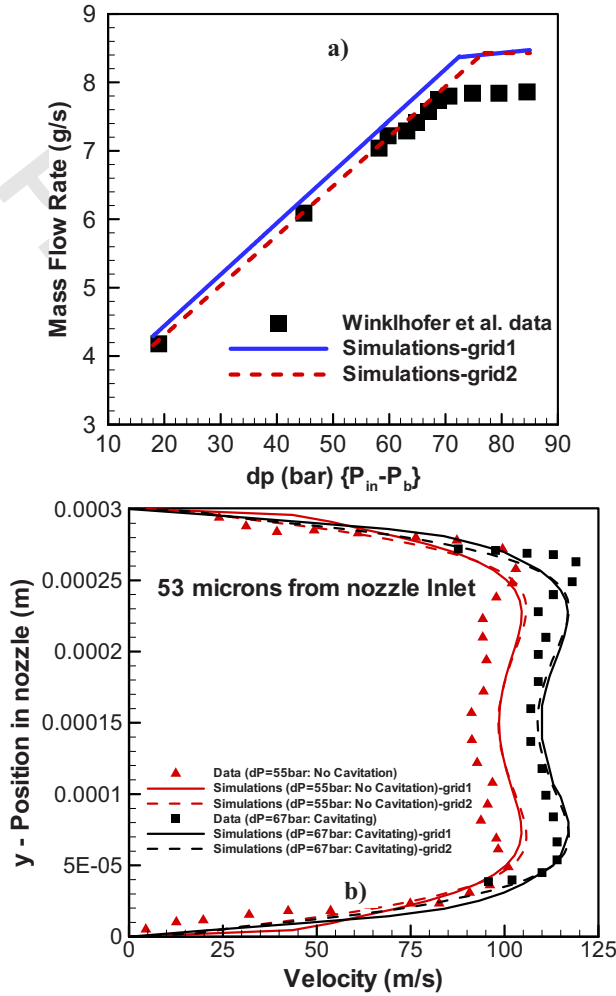 9
8
7
6
5
4
3
Mass Flow Rate (g/s)
a)
Winklhofer et al. data
Simulations-grid1
Simulations-grid2
10 20 30 40 50 60 70 80 90
dp (bar) {P_in-P_b}
0.0003
0.00025
0.0002
0.00015
0.0001
5E-05
0
y - Position in nozzle (m)
53 microns from nozzle Inlet
Data (dP=55bar: No Cavitation)
Simulations (dP=55bar: No Cavitation)-grid1
Simulations (dP=55bar: No Cavitation)-grid2
Data (dP=67bar: Cavitating)
Simulations (dP=67bar: Cavitating)-grid1
Simulations (dP=67bar: Cavitating)-grid2
b)
0 25 50 75 100 125
Velocity (m/s)